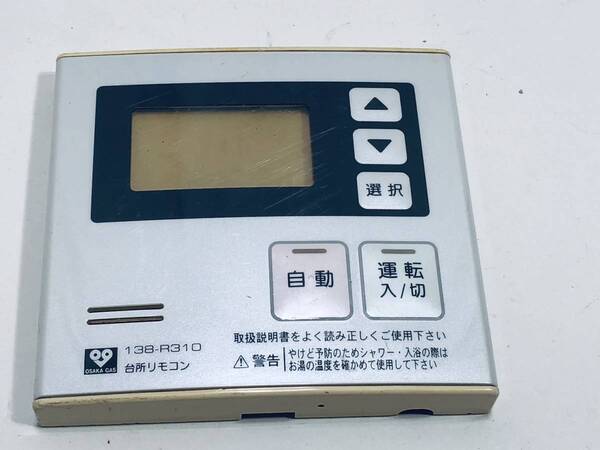 選択
自動
運転
入/切
取扱説明書をよく読み正しくご使用下さい
警告
やけど予防のためシャワー・入浴の際は
お湯の温度を確かめて使用して下さい
OSAKA GAS
138-R310
台所リモコン